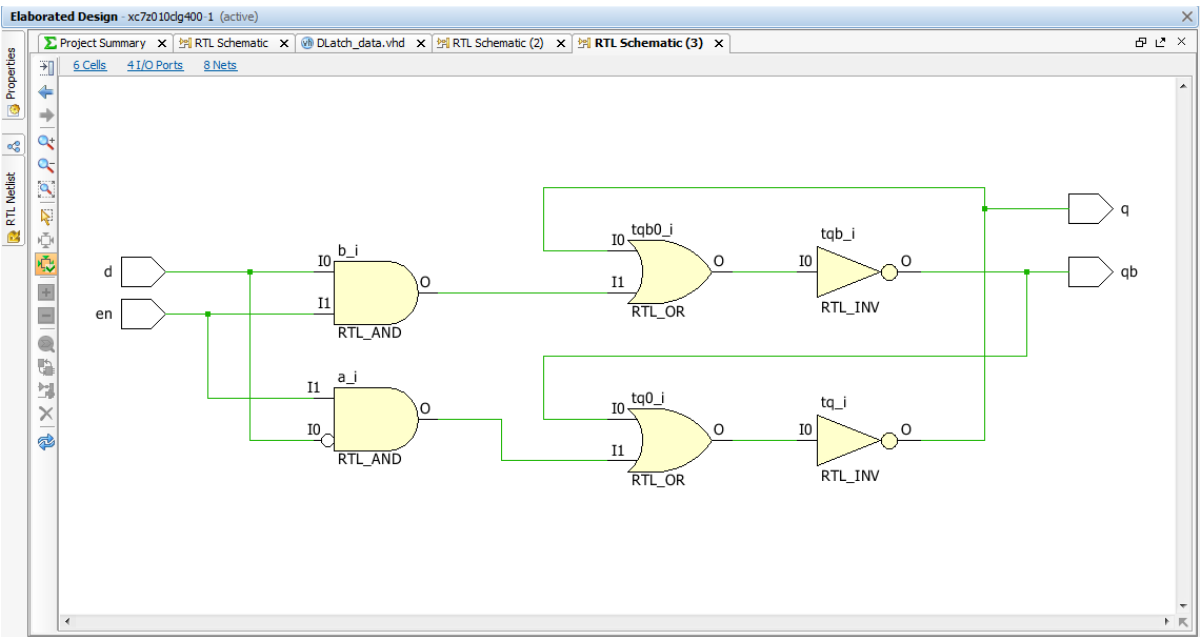 Elaborated Design - xc7z010clg400-1 (active)
Project Summary
RTL Schematic
DLatch_data.vhd
RTL Schematic (2)
RTL Schematic (3)
Properties
RTL Netlist
6 Cells
4 I/O Ports
8 Nets
d
en
b_i
I0
I1
O
RTL_AND
a_i
I1
I0
O
RTL_AND
tqb0_i
I0
I1
O
RTL_OR
tqb_i
I0
O
RTL_INV
tq0_i
I0
I1
O
RTL_OR
tq_i
I0
O
RTL_INV
q
qb